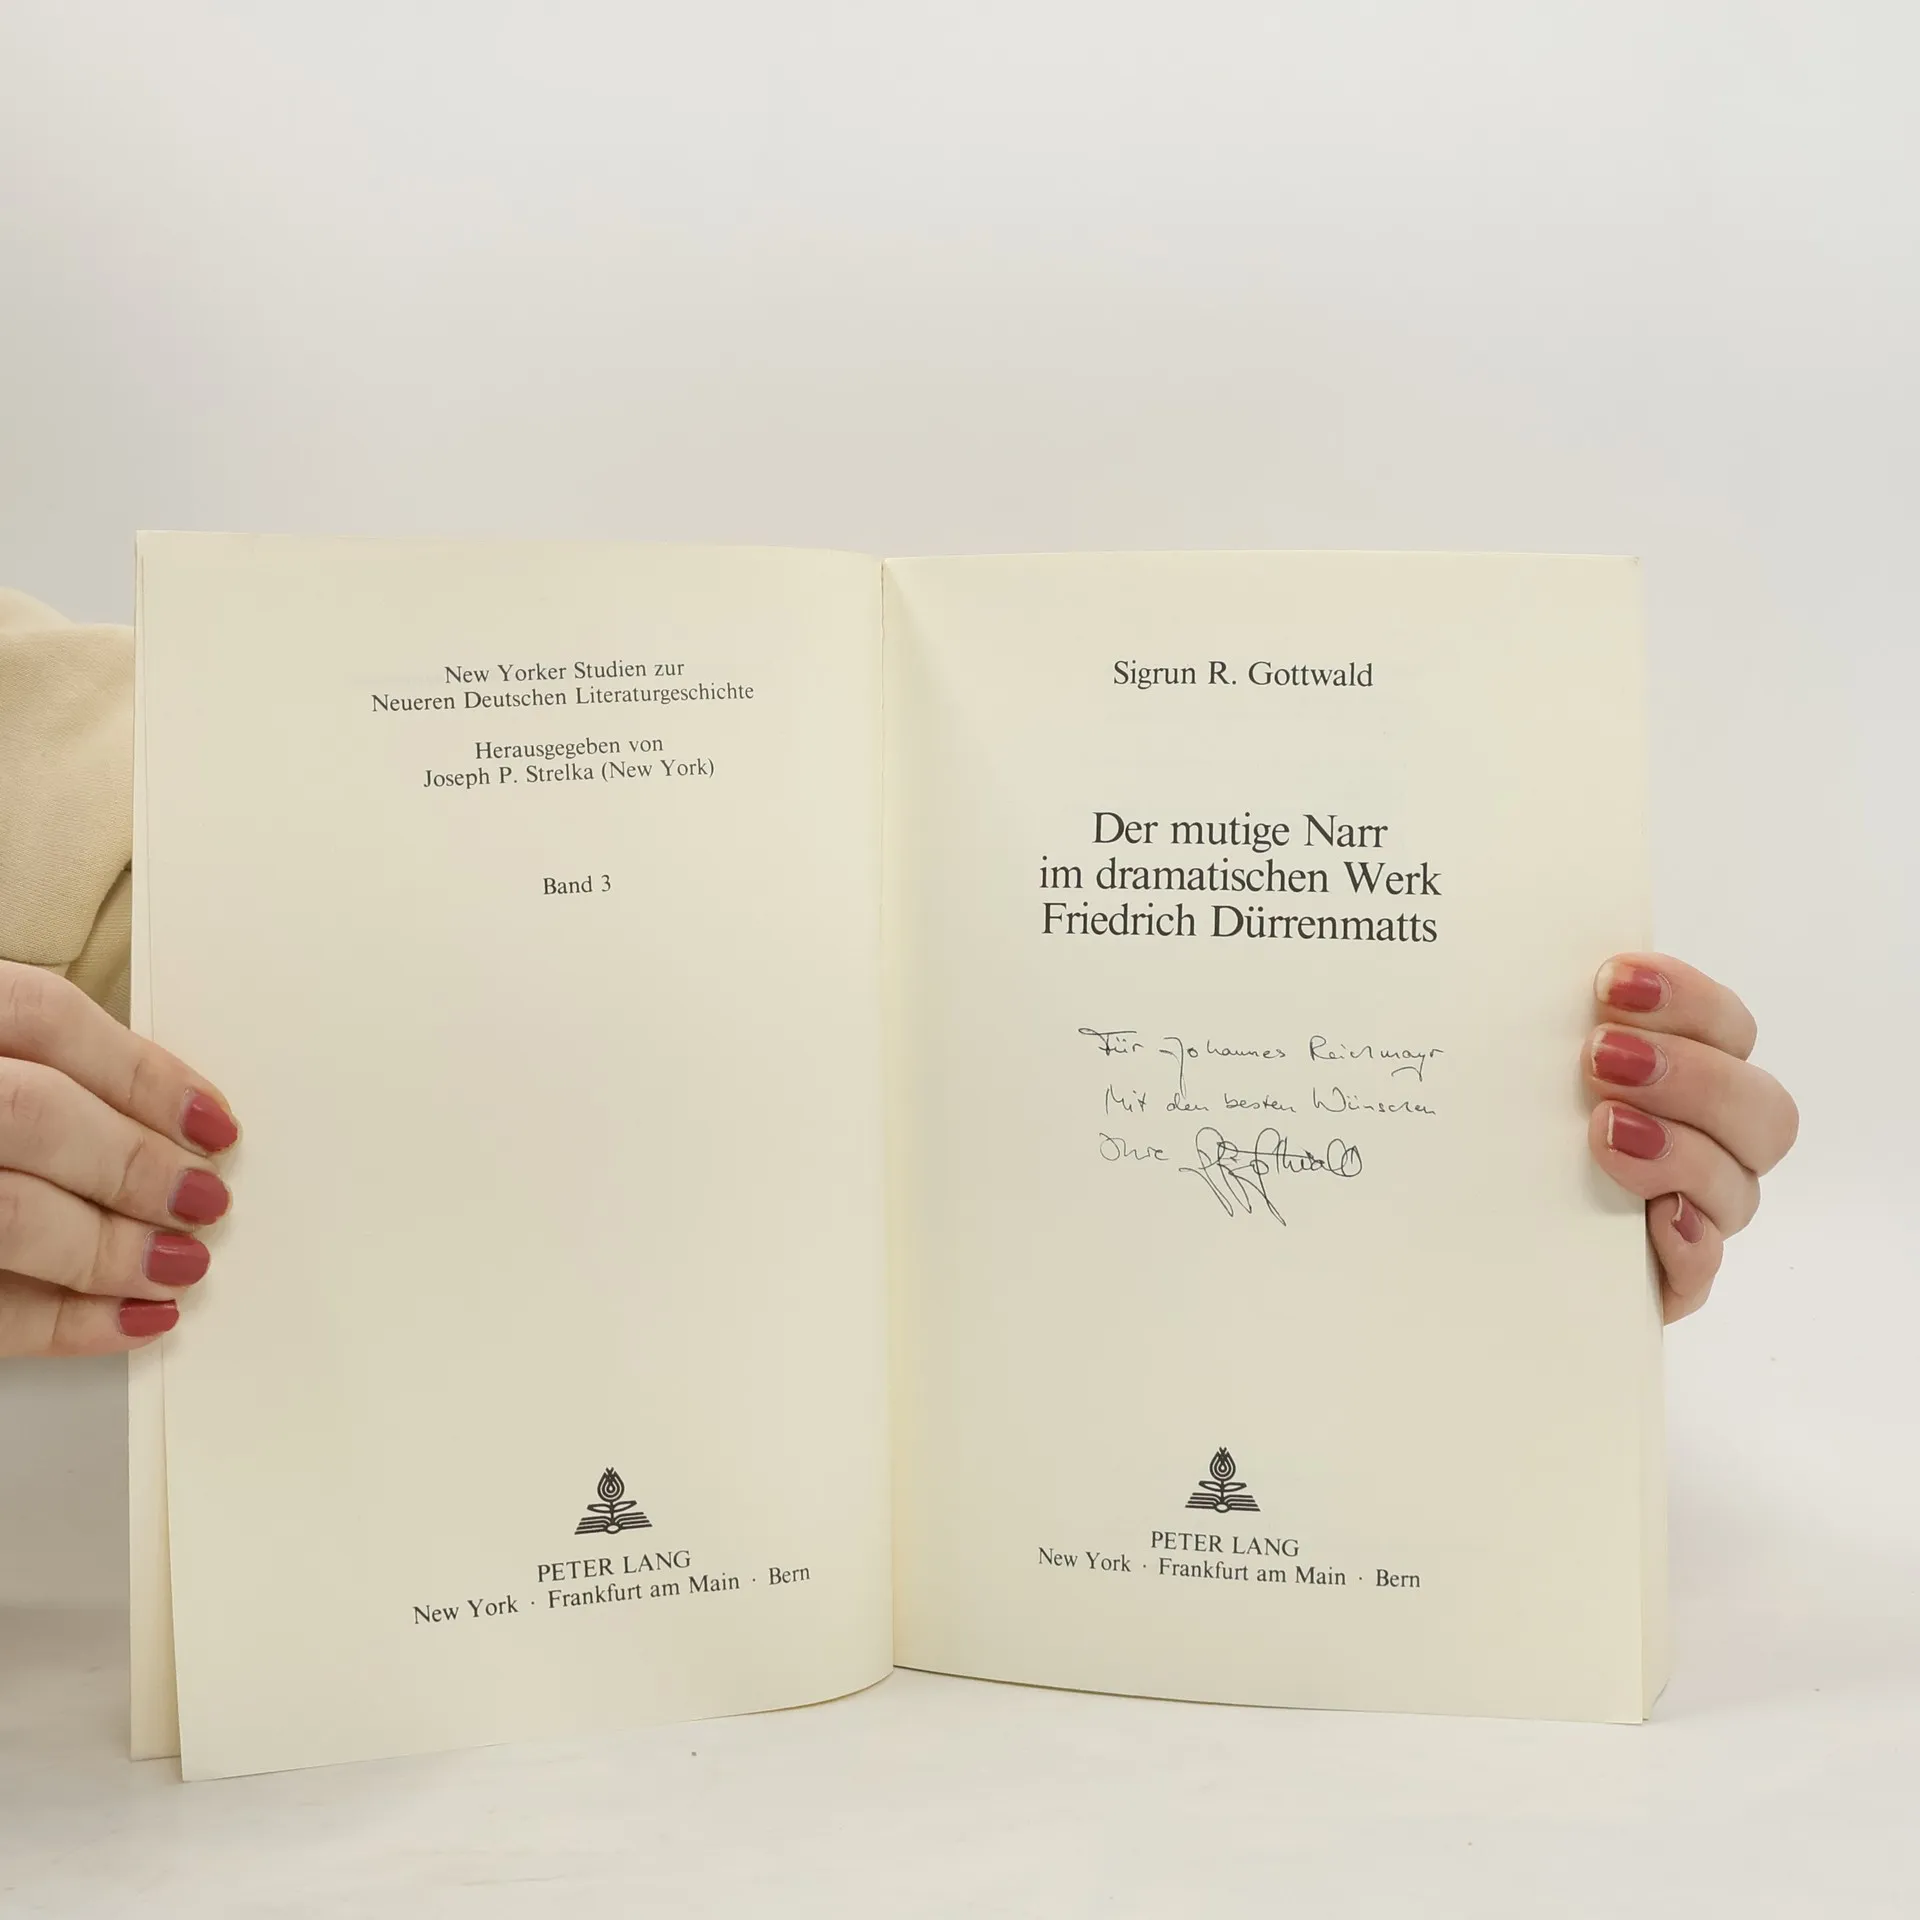 New Yorker Studien zur
Neueren Deutschen Literaturgeschichte
Herausgegeben von
Joseph P. Strelka (New York)
Band 3
PETER LANG
New York · Frankfurt am Main · Bern
Sigrun R. Gottwald
Der mutige Narr
im dramatischen Werk
Friedrich Dürrenmatts
Für Johannes Reichmayr
Mit den besten Wünschen
Ihre
PETER LANG
New York · Frankfurt am Main · Bern